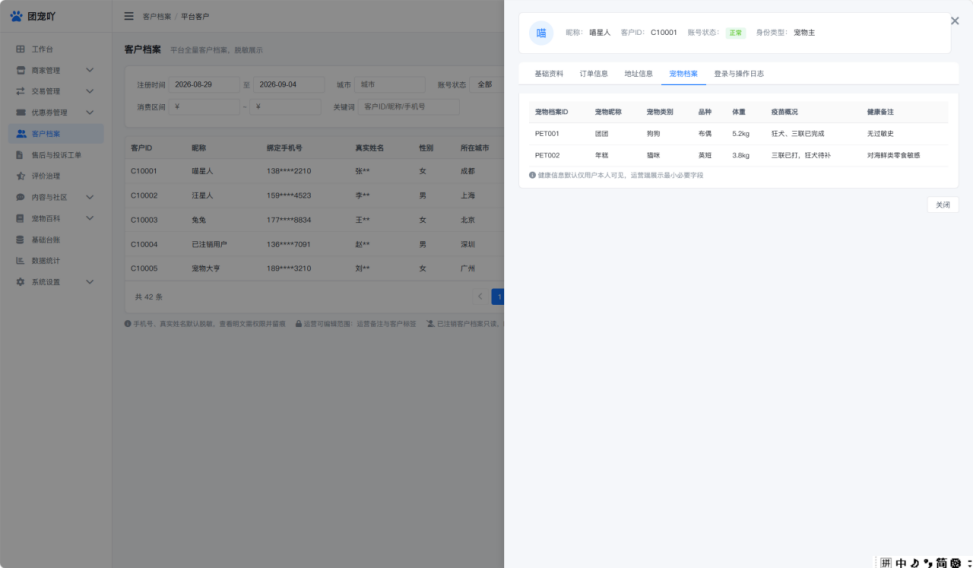 团宠吖
客户档案 / 平台客户
工作台
商家管理
交易管理
优惠券管理
客户档案
售后与投诉工单
评价治理
内容与社区
宠物百科
基础台账
数据统计
系统设置
客户档案 平台全量客户档案，脱敏展示
注册时间 2026-08-29 至 2026-09-04 城市 城市 账号状态 全部
消费区间 ¥ - ¥ 关键词 客户ID/昵称/手机号
客户ID 昵称 绑定手机号 真实姓名 性别 所在城市
C10001 喵星人 138****2210 张** 女 成都
C10002 汪星人 159****4523 李** 男 上海
C10003 兔兔 177****8834 王** 女 北京
C10004 已注销用户 136****7091 赵** 男 深圳
C10005 宠物大亨 189****3210 刘** 女 广州
共 42 条 1
手机号、真实姓名默认脱敏，查看明文需权限并留痕 运营可编辑范围：运营备注与客户标签 已注销客户档案只读，
喵 昵称: 喵星人 客户ID: C10001 账号状态: 正常 身份类型: 宠物主
基础资料 订单信息 地址信息 宠物档案 登录与操作日志
宠物档案ID 宠物昵称 宠物类别 品种 体重 疫苗概况 健康备注
PET001 团团 狗狗 布偶 5.2kg 狂犬、三联已完成 无过敏史
PET002 年糕 猫咪 英短 3.8kg 三联已打，狂犬待补 对海鲜类零食敏感
健康信息默认仅用户本人可见，运营端展示最小必要字段
关闭
拼 中 简